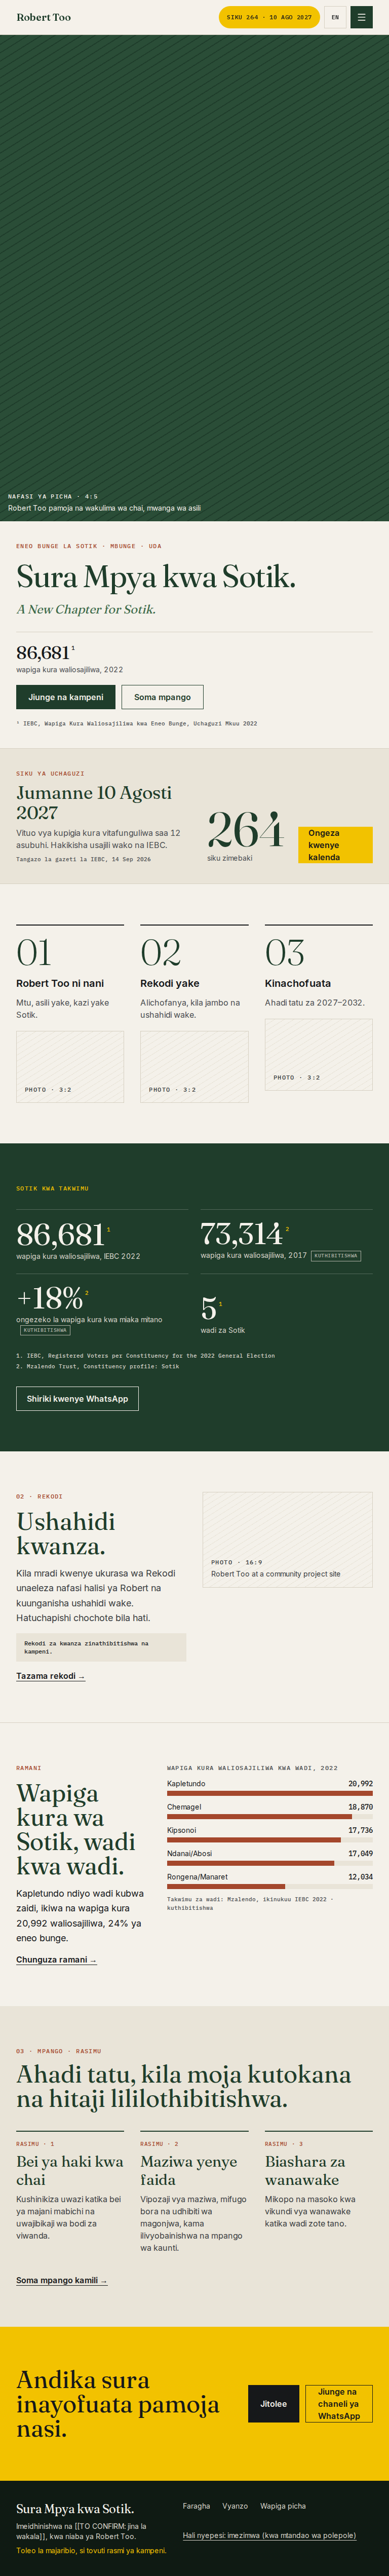 Robert Too
SIKU 264 · 10 AGO 2027
EN
NAFASI YA PICHA · 4:5
Robert Too pamoja na wakulima wa chai, mwanga wa asili
ENEO BUNGE LA SOTIK · MBUNGE · UDA
Sura Mpya kwa Sotik.
A New Chapter for Sotik.
86,681¹
wapiga kura waliosajiliwa, 2022
Jiunge na kampeni
Soma mpango
¹ IEBC, Wapiga Kura Waliosajiliwa kwa Eneo Bunge, Uchaguzi Mkuu 2022
SIKU YA UCHAGUZI
Jumanne 10 Agosti
2027
Vituo vya kupigia kura vitafunguliwa saa 12
asubuhi. Hakikisha usajili wako na IEBC.
Tangazo la gazeti la IEBC, 14 Sep 2026
264
siku zimebaki
Ongeza
kwenye
kalenda
01
Robert Too ni nani
Mtu, asili yake, kazi yake
Sotik.
PHOTO · 3:2
02
Rekodi yake
Alichofanya, kila jambo na
ushahidi wake.
PHOTO · 3:2
03
Kinachofuata
Ahadi tatu za 2027–2032.
PHOTO · 3:2
SOTIK KWA TAKWIMU
86,681 1
wapiga kura waliosajiliwa, IEBC 2022
73,314 2
wapiga kura waliosajiliwa, 2017 KUTHIBITISHWA
+18% 2
ongezeko la wapiga kura kwa miaka mitano
KUTHIBITISHWA
5 1
wadi za Sotik
1. IEBC, Registered Voters per Constituency for the 2022 General Election
2. Mzalendo Trust, Constituency profile: Sotik
Shiriki kwenye WhatsApp
02 · REKODI
Ushahidi
kwanza.
Kila mradi kwenye ukurasa wa Rekodi
unaeleza nafasi halisi ya Robert na
kuunganisha ushahidi wake.
Hatuchapishi chochote bila hati.
Rekodi za kwanza zinathibitishwa na
kampeni.
Tazama rekodi →
PHOTO · 16:9
Robert Too at a community project site
RAMANI
Wapiga
kura wa
Sotik, wadi
kwa wadi.
Kapletundo ndiyo wadi kubwa
zaidi, ikiwa na wapiga kura
20,992 waliosajiliwa, 24% ya
eneo bunge.
Chunguza ramani →
WAPIGA KURA WALIOSAJILIWA KWA WADI, 2022
Kapletundo 20,992
Chemagel 18,870
Kipsonoi 17,736
Ndanai/Abosi 17,049
Rongena/Manaret 12,034
Takwimu za wadi: Mzalendo, ikinukuu IEBC 2022 ·
kuthibitishwa
03 · MPANGO · RASIMU
Ahadi tatu, kila moja kutokana
na hitaji lililothibitishwa.
RASIMU · 1
Bei ya haki kwa
chai
Kushinikiza uwazi katika bei
ya majani mabichi na
uwajibikaji wa bodi za
viwanda.
RASIMU · 2
Maziwa yenye
faida
Vipozaji vya maziwa, mifugo
bora na udhibiti wa
magonjwa, kama
ilivyobainishwa na mpango
wa kaunti.
RASIMU · 3
Biashara za
wanawake
Mikopo na masoko kwa
vikundi vya wanawake
katika wadi zote tano.
Soma mpango kamili →
Andika sura
inayofuata pamoja
nasi.
Jitolee
Jiunge na
chaneli ya
WhatsApp
Sura Mpya kwa Sotik.
Imeidhinishwa na [[TO CONFIRM: jina la
wakala]], kwa niaba ya Robert Too.
Toleo la majaribio, si tovuti rasmi ya kampeni.
Faragha
Vyanzo
Wapiga picha
Hali nyepesi: imezimwa (kwa mtandao wa polepole)